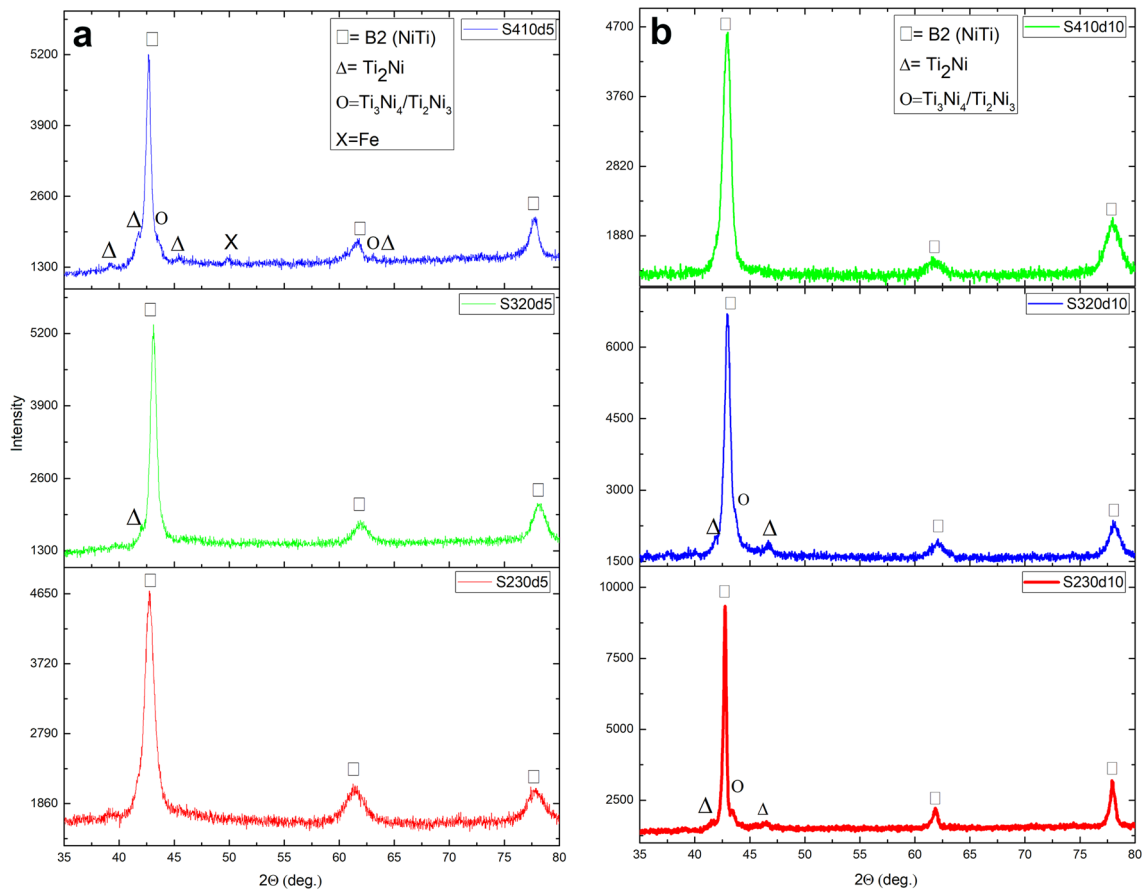 a
S410d5
□= B2 (NiTi)
Δ= Ti2Ni
O=Ti3Ni4/Ti2Ni3
X=Fe
5200
3900
2600
1300
□
Δ
Δ
O
Δ
X
□
O
Δ
□
S320d5
5200
3900
2600
1300
□
Δ
□
□
S230d5
4650
3720
2790
1860
□
□
□
35 40 45 50 55 60 65 70 75 80
2Θ (deg.)
Intensity
b
S410d10
□= B2 (NiTi)
Δ= Ti2Ni
O=Ti3Ni4/Ti2Ni3
4700
3760
2820
1880
□
□
□
S320d10
6000
4500
3000
1500
□
Δ
O
Δ
□
□
S230d10
10000
7500
5000
2500
□
Δ
O
Δ
□
□
35 40 45 50 55 60 65 70 75 80
2Θ (deg.)